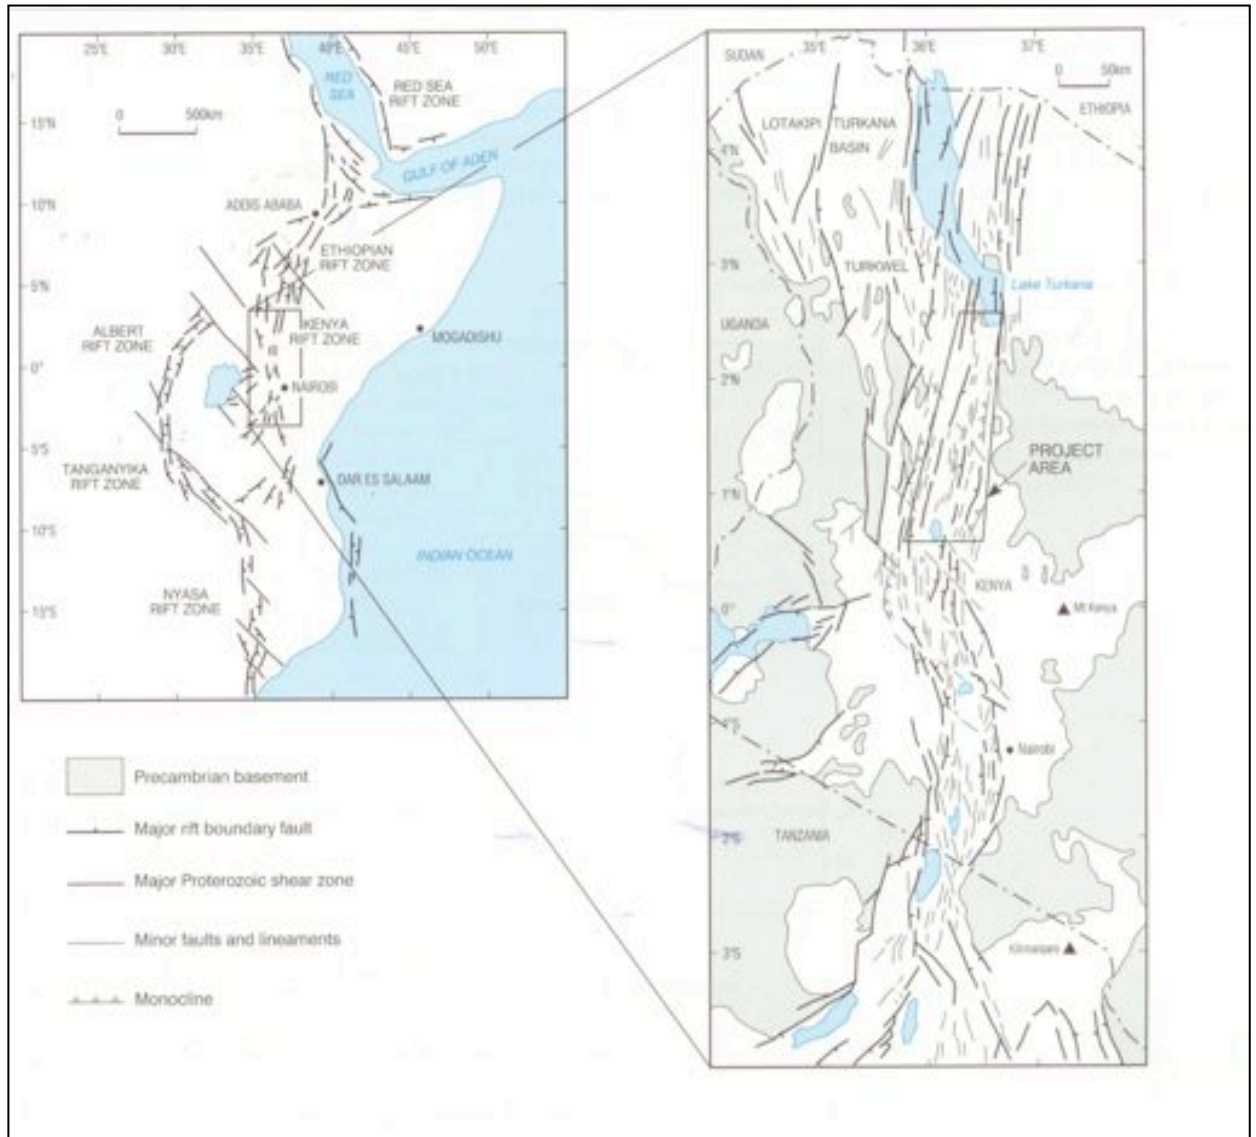 25°E 30°E 35°E 40°E 45°E 50°E
RED
SEA
RED SEA
RIFT ZONE
0 500km
15°N
GULF OF ADEN
10°N
ADDIS ABABA
ETHIOPIAN
RIFT ZONE
5°N
ALBERT
RIFT ZONE
KENYA
RIFT ZONE
MOGADISHU
0°
NAIROBI
5°S
TANGANYIKA
RIFT ZONE
DAR ES SALAAM
10°S
INDIAN OCEAN
NYASA
RIFT ZONE
15°S
Precambrian basement
Major rift boundary fault
Major Proterozoic shear zone
Minor faults and lineaments
Monocline
35°E 36°E 37°E
SUDAN
0 50km
ETHIOPIA
LOTAKIPI
TURKANA
BASIN
4°N
3°N
TURKWEL
Lake Turkana
UGANDA
2°N
PROJECT
AREA
1°N
KENYA
0°
Mt Kenya
Nairobi
TANZANIA
2°S
Kilimanjaro
3°S